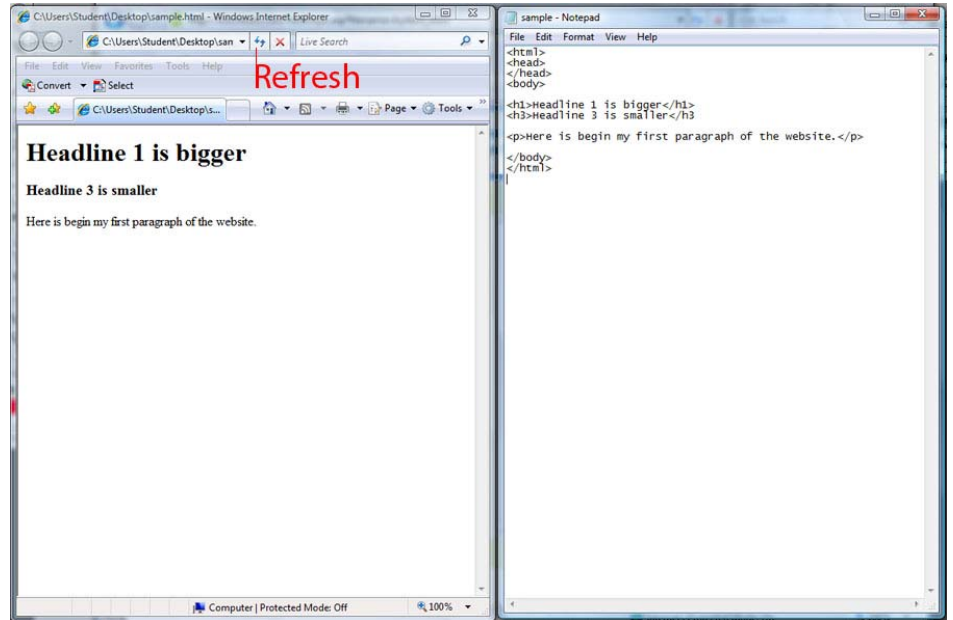 C:\Users\Student\Desktop\sample.html - Windows Internet Explorer
C:\Users\Student\Desktop\san
Live Search
File Edit View Favorites Tools Help
Refresh
Convert Select
C:\Users\Student\Desktop\s...
Page Tools
Headline 1 is bigger
Headline 3 is smaller
Here is begin my first paragraph of the website.
Computer | Protected Mode: Off
100%
sample - Notepad
File Edit Format View Help
<html>
<head>
</head>
<body>
<h1>Headline 1 is bigger</h1>
<h3>Headline 3 is smaller</h3
<p>Here is begin my first paragraph of the website.</p>
</body>
</html>